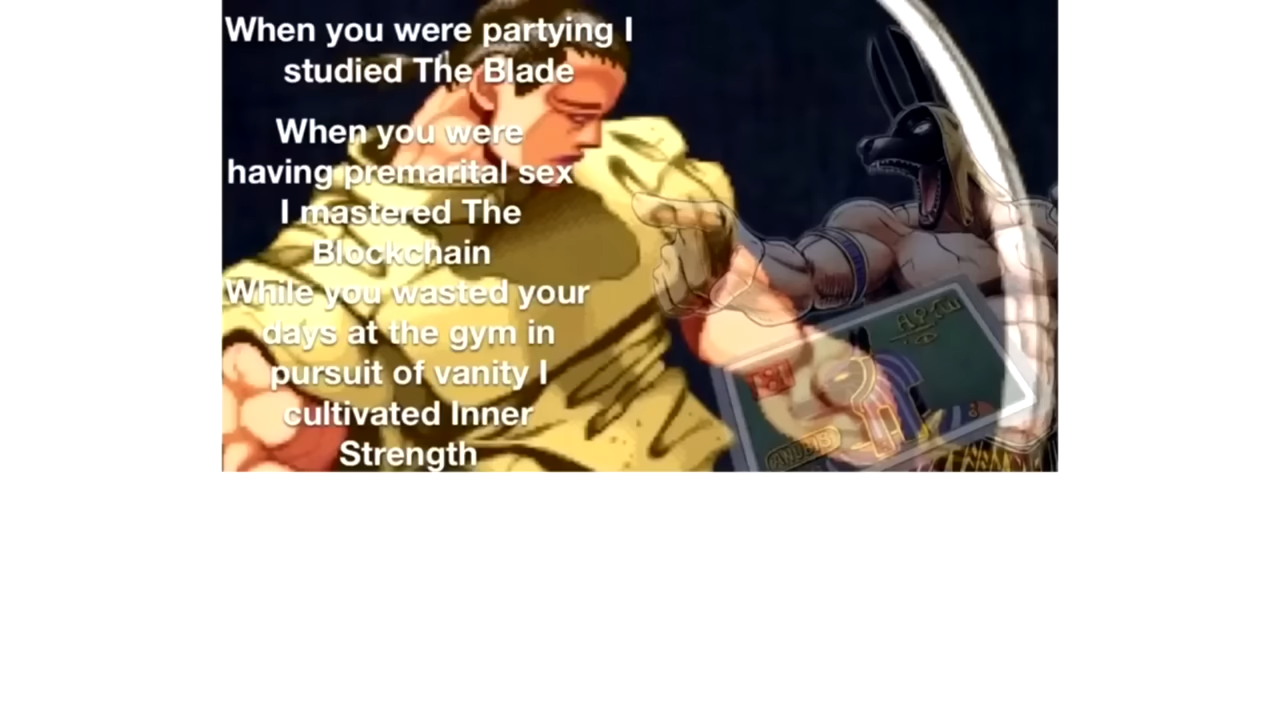 When you were partying I
studied The Blade
When you were
having premarital sex
I mastered The
Blockchain
While you wasted your
days at the gym in
pursuit of vanity I
cultivated Inner
Strength
ANUBIS